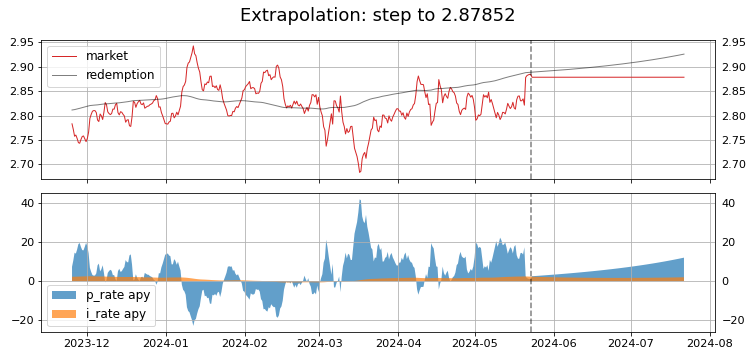 Extrapolation: step to 2.87852
2.95 2.95
market
2.90 2.90
redemption
2.85 2.85
2.80 2.80
2.75 2.75
2.70 2.70
40 40
20 20
0 0
p_rate apy
i_rate apy
−20 −20
2023-12 2024-01 2024-02 2024-03 2024-04 2024-05 2024-06 2024-07 2024-08